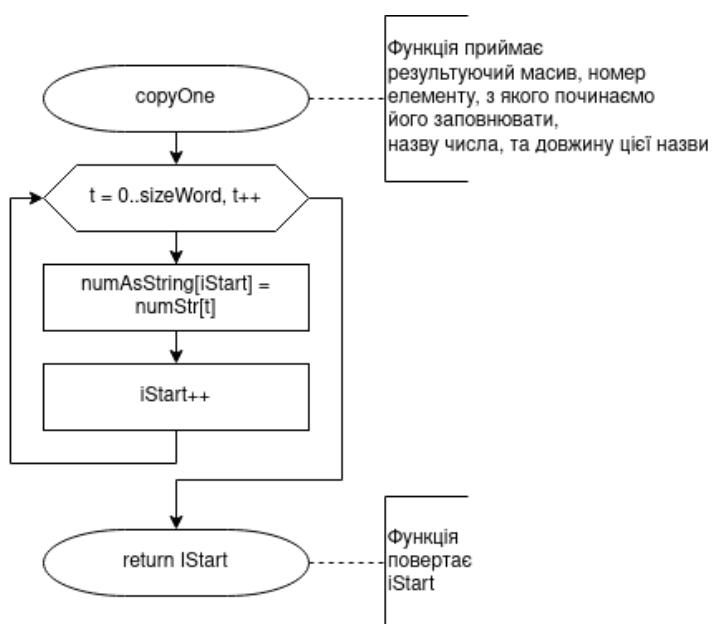 copyOne
Функція приймає
результуючий масив, номер
елементу, з якого починаємо
його заповнювати,
назву числа, та довжину цієї назви
t = 0..sizeWord, t++
numAsString[iStart] =
numStr[t]
iStart++
return IStart
Функція
повертає
iStart